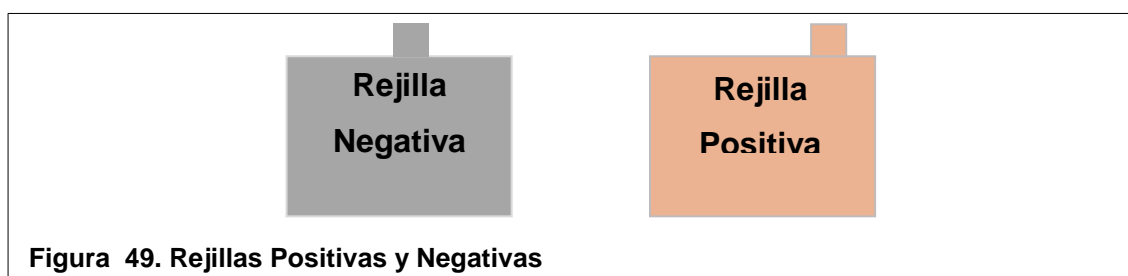 Rejilla
Negativa
Rejilla
Positiva
Figura 49. Rejillas Positivas y Negativas